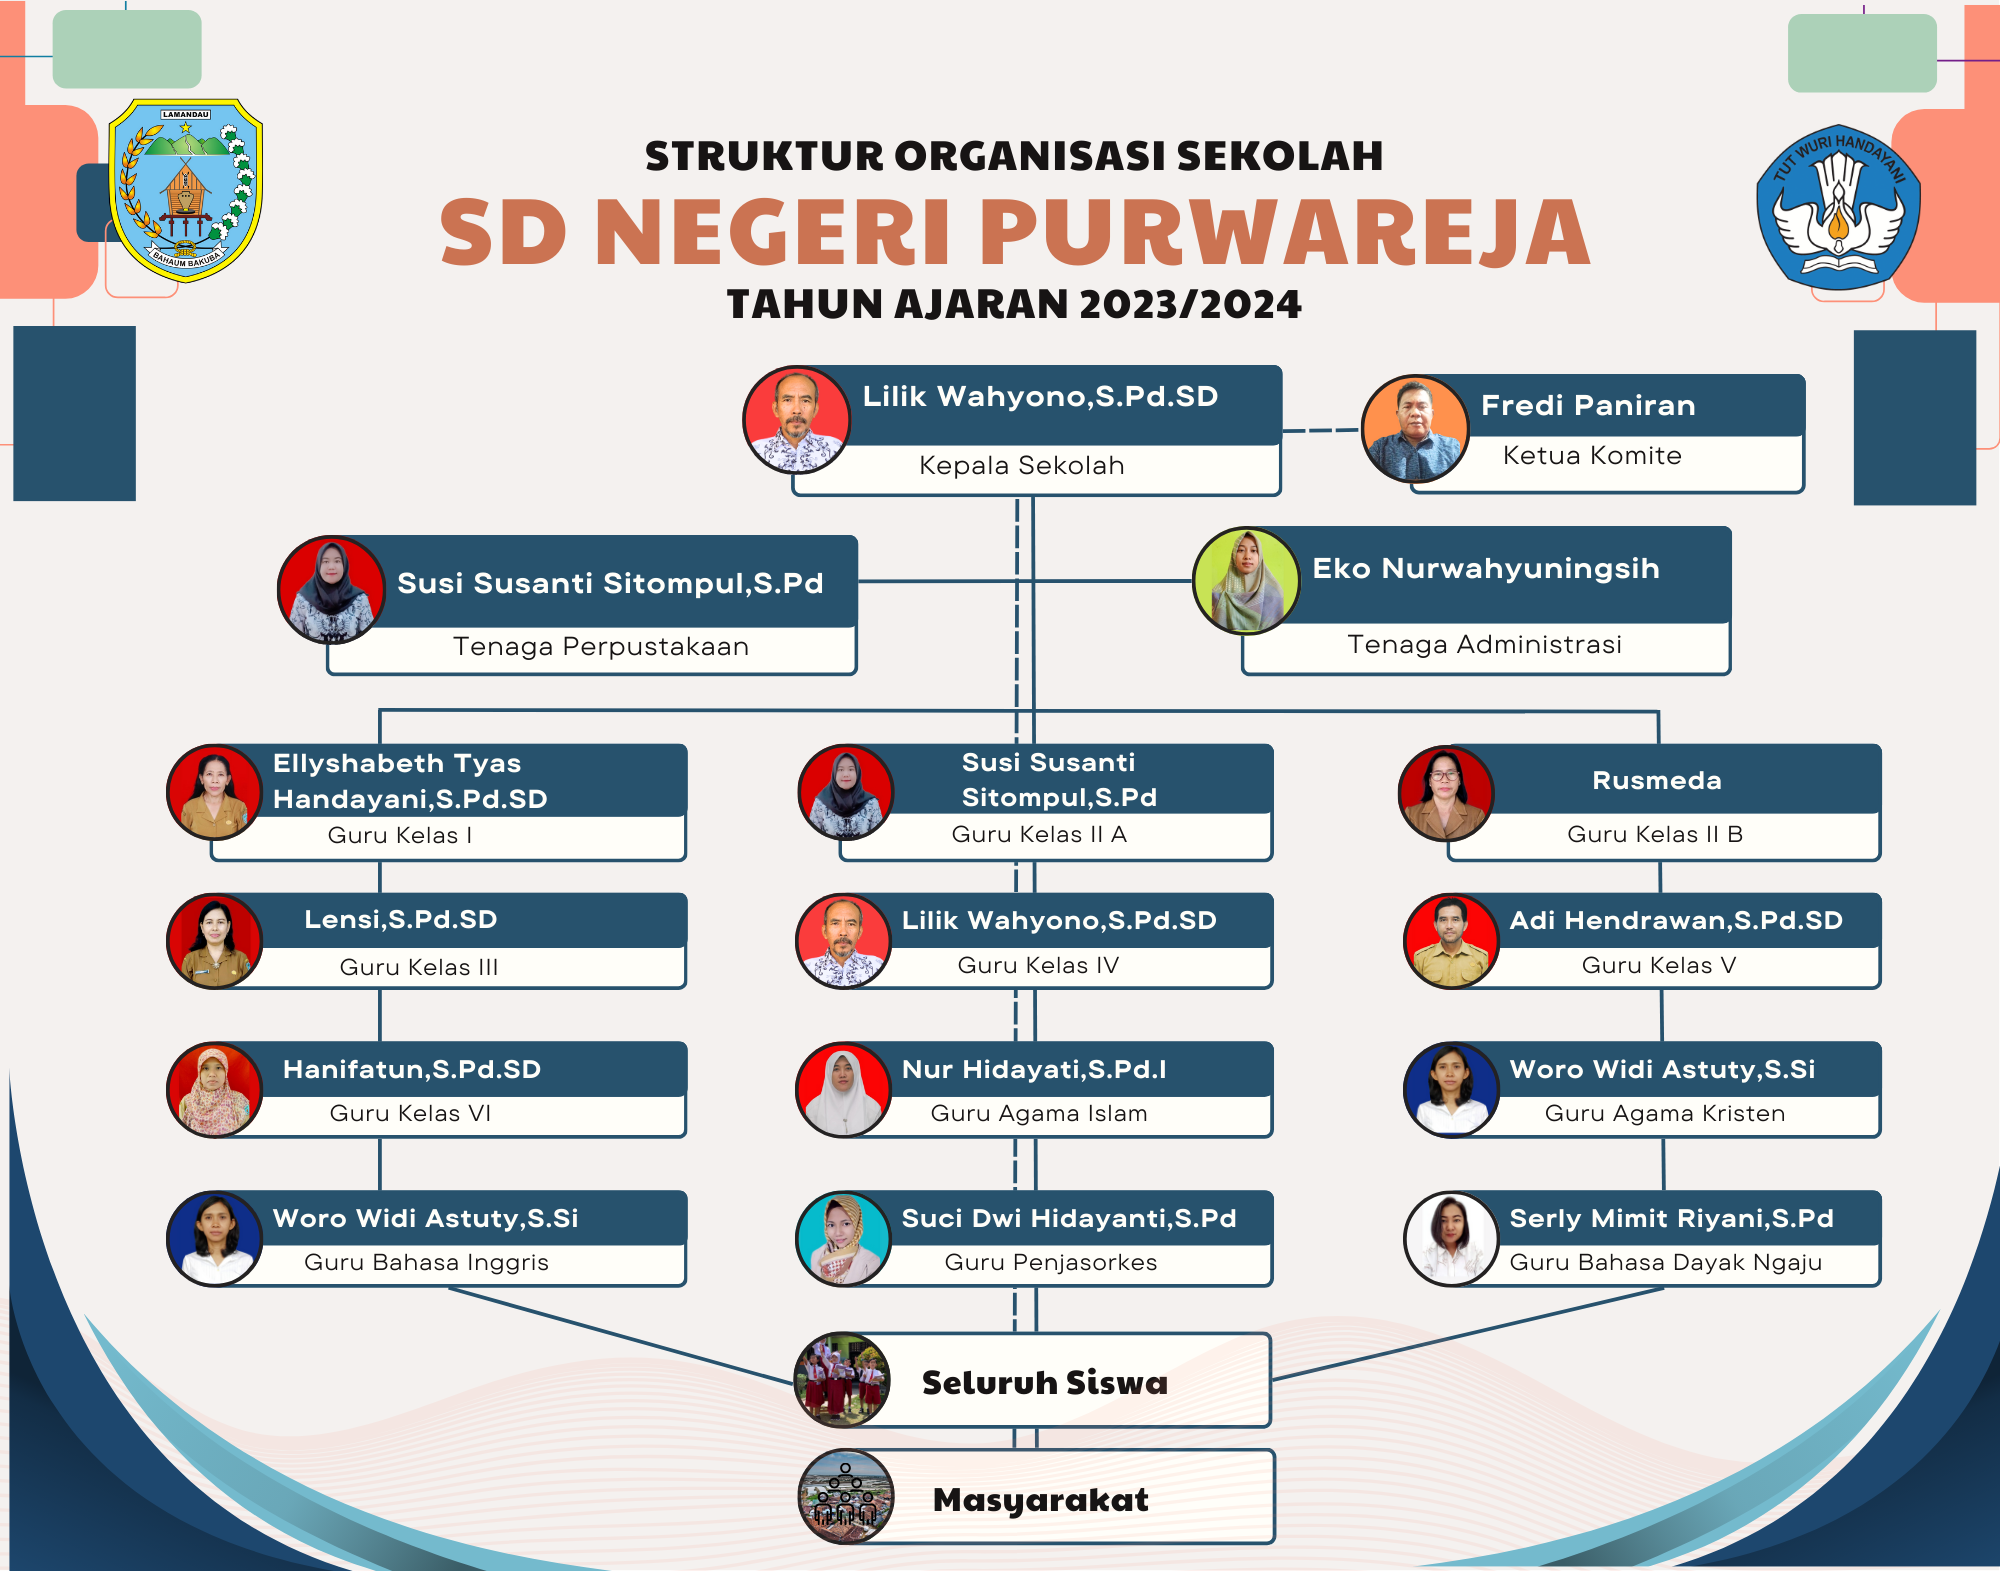 LAMANDAU
BAHAUM BAKUBA
TUT WURI HANDAYANI
STRUKTUR ORGANISASI SEKOLAH
SD NEGERI PURWAREJA
TAHUN AJARAN 2023/2024
Lilik Wahyono,S.Pd.SD
Kepala Sekolah
Fredi Paniran
Ketua Komite
Susi Susanti Sitompul,S.Pd
Tenaga Perpustakaan
Eko Nurwahyuningsih
Tenaga Administrasi
Ellyshabeth Tyas
Handayani,S.Pd.SD
Guru Kelas I
Susi Susanti
Sitompul,S.Pd
Guru Kelas II A
Rusmeda
Guru Kelas II B
Lensi,S.Pd.SD
Guru Kelas III
Lilik Wahyono,S.Pd.SD
Guru Kelas IV
Adi Hendrawan,S.Pd.SD
Guru Kelas V
Hanifatun,S.Pd.SD
Guru Kelas VI
Nur Hidayati,S.Pd.I
Guru Agama Islam
Woro Widi Astuty,S.Si
Guru Agama Kristen
Woro Widi Astuty,S.Si
Guru Bahasa Inggris
Suci Dwi Hidayanti,S.Pd
Guru Penjasorkes
Serly Mimit Riyani,S.Pd
Guru Bahasa Dayak Ngaju
Seluruh Siswa
Masyarakat